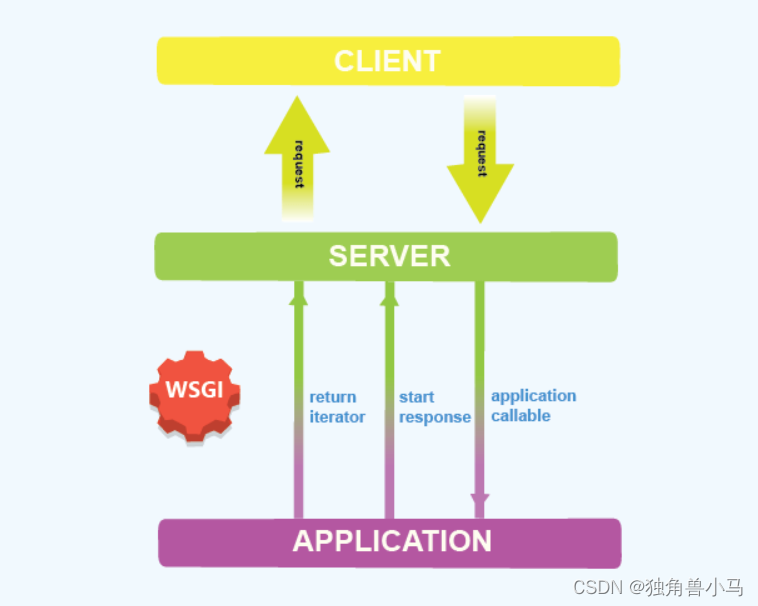 CLIENT
request
request
SERVER
WSGI
return
iterator
start
response
application
callable
APPLICATION
CSDN @独角兽小马